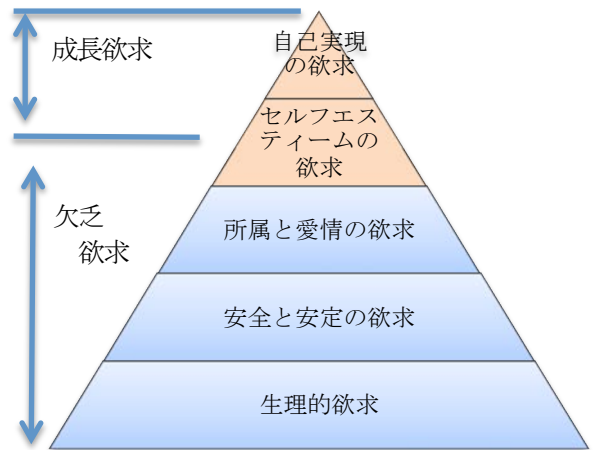 成長欲求
自己実現
の欲求
セルフエス
ティームの
欲求
欠乏
欲求
所属と愛情の欲求
安全と安定の欲求
生理的欲求